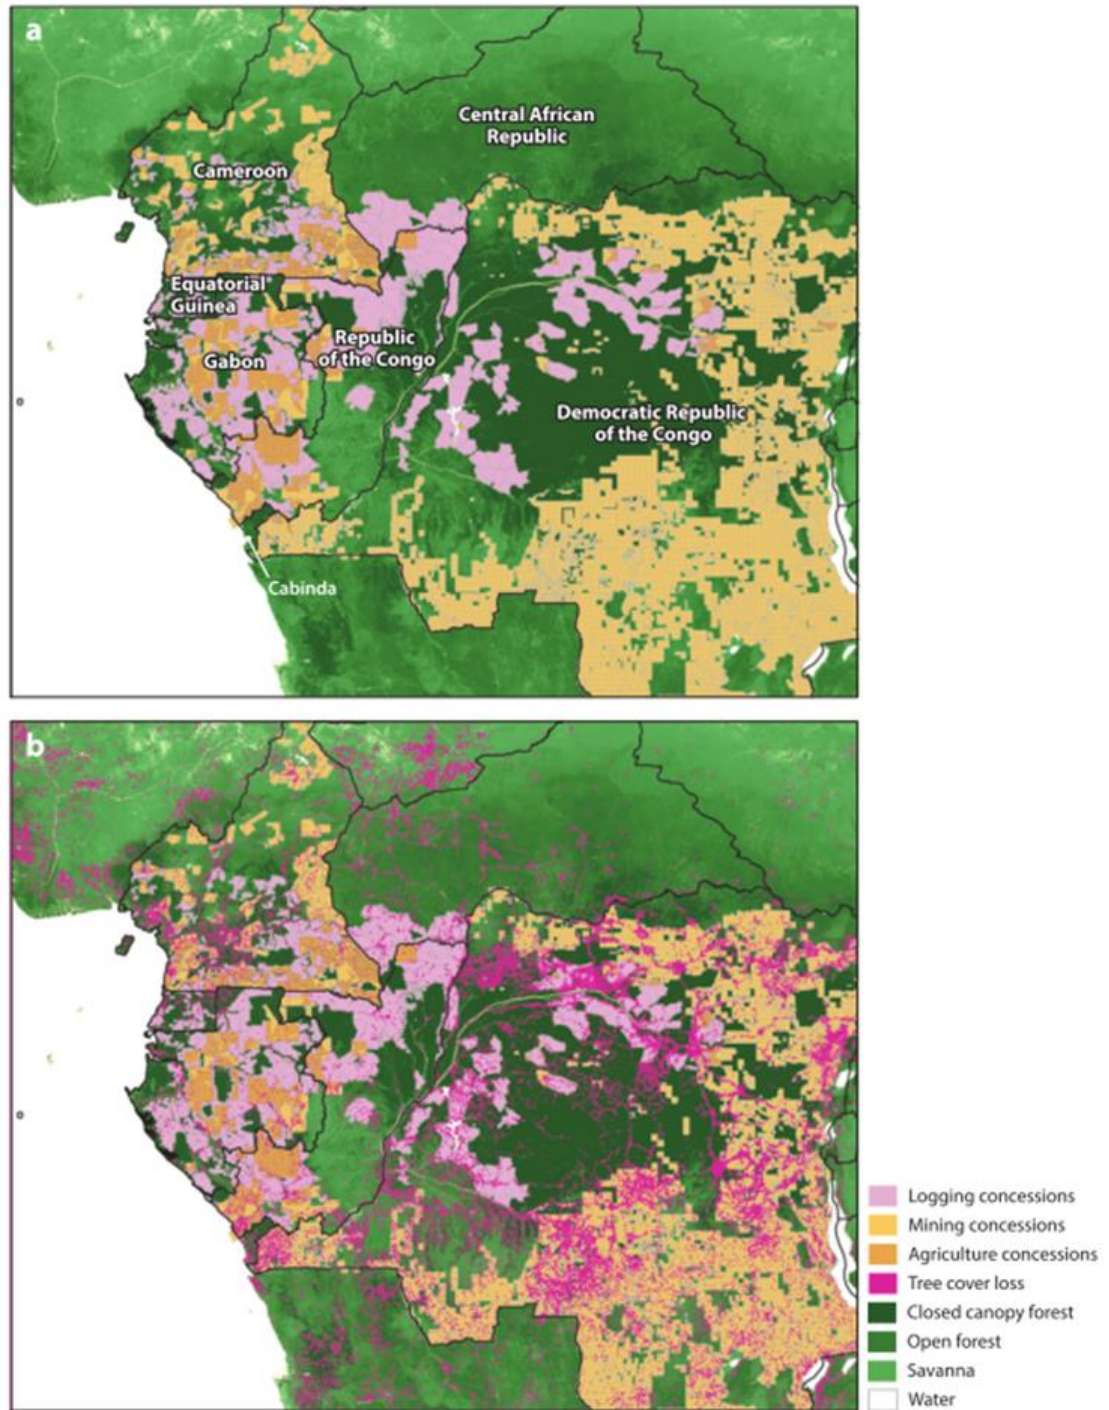 a
Central African
Republic
Cameroon
Equatorial
Guinea
Republic
of the Congo
Gabon
Democratic Republic
of the Congo
Cabinda
b
Logging concessions
Mining concessions
Agriculture concessions
Tree cover loss
Closed canopy forest
Open forest
Savanna
Water